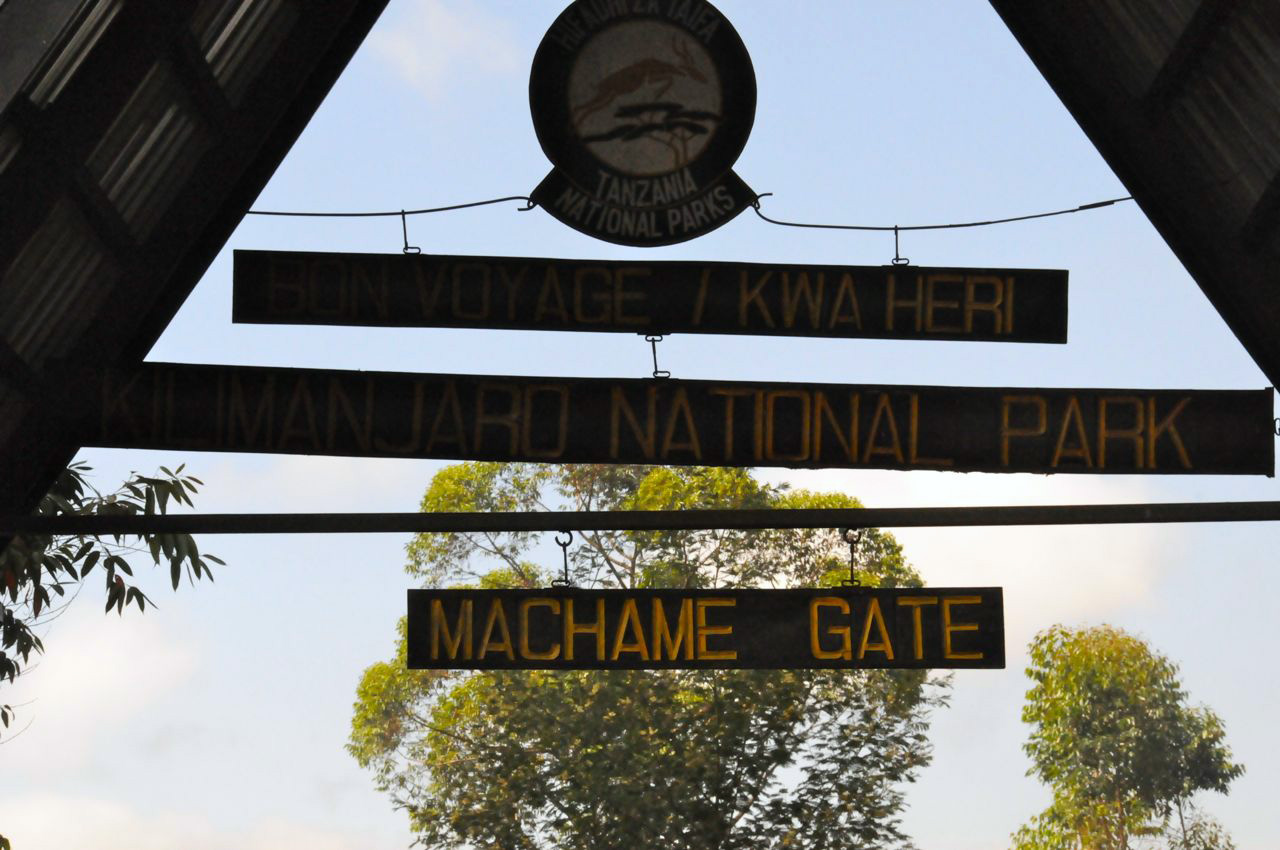 HIFADHI ZA TAIFA
TANZANIA
NATIONAL PARKS
BON VOYAGE / KWA HERI
KILIMANJARO NATIONAL PARK
MACHAME GATE